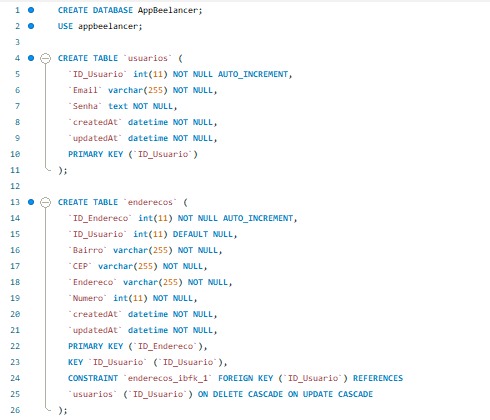 1 CREATE DATABASE AppBeelancer;
2 USE appbeelancer;
3
4 CREATE TABLE `usuarios` (
5 `ID_Usuario` int(11) NOT NULL AUTO_INCREMENT,
6 `Email` varchar(255) NOT NULL,
7 `Senha` text NOT NULL,
8 `createdAt` datetime NOT NULL,
9 `updatedAt` datetime NOT NULL,
10 PRIMARY KEY (`ID_Usuario`)
11 );
12
13 CREATE TABLE `enderecos` (
14 `ID_Endereco` int(11) NOT NULL AUTO_INCREMENT,
15 `ID_Usuario` int(11) DEFAULT NULL,
16 `Bairro` varchar(255) NOT NULL,
17 `CEP` varchar(255) NOT NULL,
18 `Endereco` varchar(255) NOT NULL,
19 `Numero` int(11) NOT NULL,
20 `createdAt` datetime NOT NULL,
21 `updatedAt` datetime NOT NULL,
22 PRIMARY KEY (`ID_Endereco`),
23 KEY `ID_Usuario` (`ID_Usuario`),
24 CONSTRAINT `enderecos_ibfk_1` FOREIGN KEY (`ID_Usuario`) REFERENCES
25 `usuarios` (`ID_Usuario`) ON DELETE CASCADE ON UPDATE CASCADE
26 );